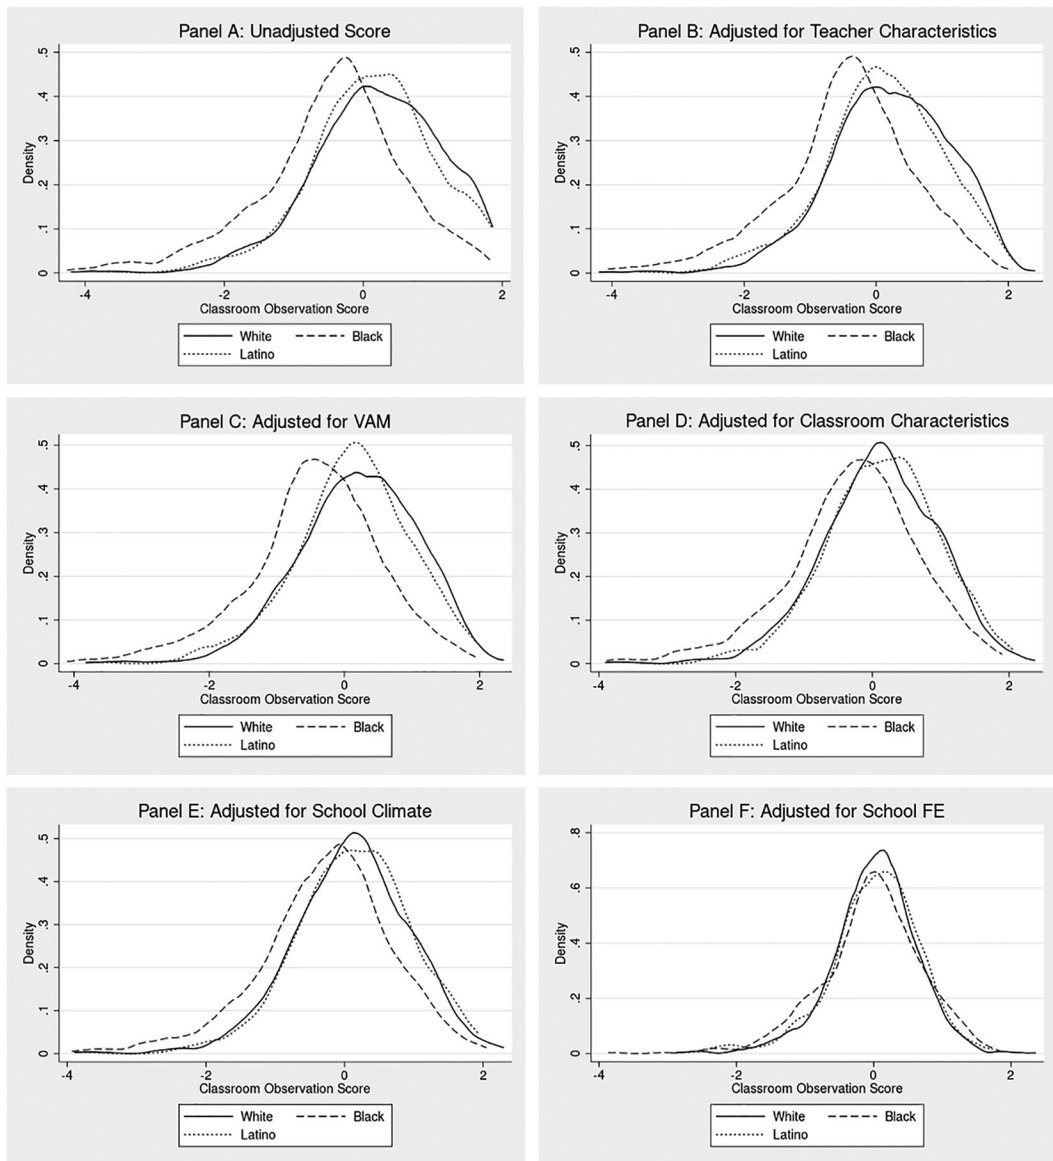 Panel A: Unadjusted Score
Density
.5
.4
.3
.2
.1
0
-4 -2 0 2
Classroom Observation Score
White Black
Latino
Panel B: Adjusted for Teacher Characteristics
Density
.5
.4
.3
.2
.1
0
-4 -2 0 2
Classroom Observation Score
White Black
Latino
Panel C: Adjusted for VAM
Density
.5
.4
.3
.2
.1
0
-4 -2 0 2
Classroom Observation Score
White Black
Latino
Panel D: Adjusted for Classroom Characteristics
Density
.5
.4
.3
.2
.1
0
-4 -2 0 2
Classroom Observation Score
White Black
Latino
Panel E: Adjusted for School Climate
Density
.5
.4
.3
.2
.1
0
-4 -2 0 2
Classroom Observation Score
White Black
Latino
Panel F: Adjusted for School FE
Density
.8
.6
.4
.2
0
-4 -2 0 2
Classroom Observation Score
White Black
Latino